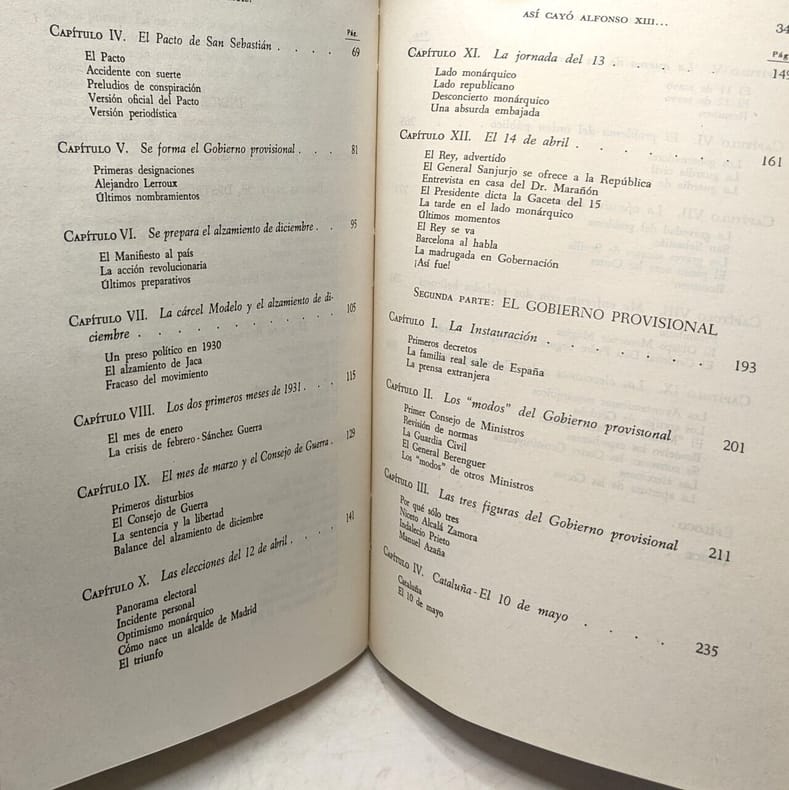 Pág.
CAPÍTULO IV. El Pacto de San Sebastián . . . . 69
El Pacto
Accidente con suerte
Preludios de conspiración
Versión oficial del Pacto
Versión periodística
CAPÍTULO V. Se forma el Gobierno provisional . . . 81
Primeras designaciones
Alejandro Lerroux
Últimos nombramientos
CAPÍTULO VI. Se prepara el alzamiento de diciembre . . 95
El Manifiesto al país
La acción revolucionaria
Últimos preparativos
CAPÍTULO VII. La cárcel Modelo y el alzamiento de di-
ciembre . . . . . . . . . . . 105
Un preso político en 1930
El alzamiento de Jaca
Fracaso del movimiento
CAPÍTULO VIII. Los dos primeros meses de 1931 . . . 115
El mes de enero
La crisis de febrero-Sánchez Guerra
CAPÍTULO IX. El mes de marzo y el Consejo de Guerra . 129
Primeros disturbios
El Consejo de Guerra
La sentencia y la libertad
Balance del alzamiento de diciembre
CAPÍTULO X. Las elecciones del 12 de abril . . . . 141
Panorama electoral
Incidente personal
Optimismo monárquico
Cómo nace un alcalde de Madrid
El triunfo
ASÍ CAYÓ ALFONSO XIII...
34
Pág
CAPÍTULO XI. La jornada del 13 . . . . . . 149
Lado monárquico
Lado republicano
Desconcierto monárquico
Una absurda embajada
CAPÍTULO XII. El 14 de abril . . . . . . . 161
El Rey, advertido
El General Sanjurjo se ofrece a la República
Entrevista en casa del Dr. Marañón
El Presidente dicta la Gaceta del 15
La tarde en el lado monárquico
Últimos momentos
El Rey se va
Barcelona al habla
La madrugada en Gobernación
¡Así fue!
SEGUNDA PARTE: EL GOBIERNO PROVISIONAL
CAPÍTULO I. La Instauración . . . . . . . 193
Primeros decretos
La familia real sale de España
La prensa extranjera
CAPÍTULO II. Los "modos" del Gobierno provisional 201
Primer Consejo de Ministros
Revisión de normas
La Guardia Civil
El General Berenguer
Los "modos" de otros Ministros
CAPÍTULO III. Las tres figuras del Gobierno provisional 211
Por qué sólo tres
Niceto Alcalá Zamora
Indalecio Prieto
Manuel Azaña
CAPÍTULO IV. Cataluña-El 10 de mayo . . . . 235
Cataluña
El 10 de mayo